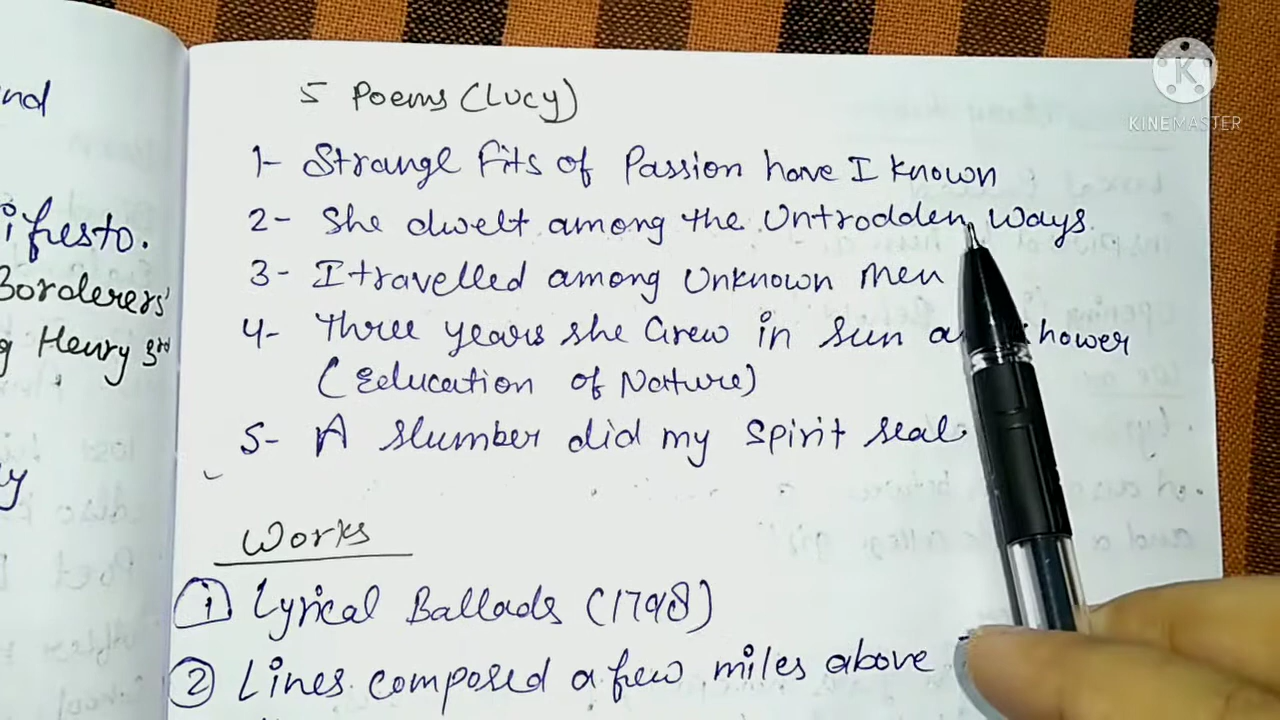 nd
ifesto.
Borderers'
g Henry 3rd
y
5 Poems (Lucy)
1- Strange fits of Passion have I known
2- She dwelt among the Untrodden ways
3- I travelled among Unknown Men
4- Three years she Grew in sun a hower
(Education of Nature)
5- A slumber did my spirit seal
Works
1 Lyrical Ballads (1798)
2 Lines composed a few miles above
K
KINEMASTER